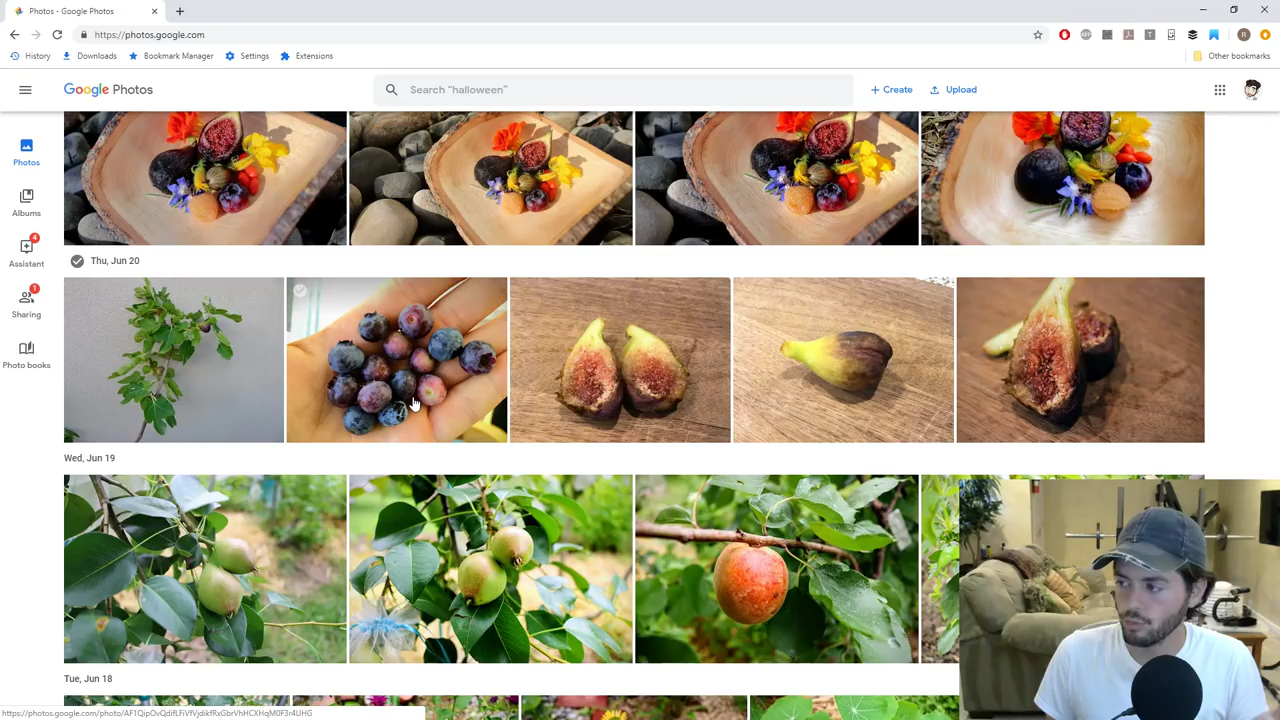 Photos - Google Photos
https://photos.google.com
R
History
Downloads
Bookmark Manager
Settings
Extensions
Other bookmarks
Google Photos
Search "halloween"
+ Create
Upload
Photos
Albums
4
Assistant
1
Sharing
Photo books
Thu, Jun 20
Wed, Jun 19
Tue, Jun 18